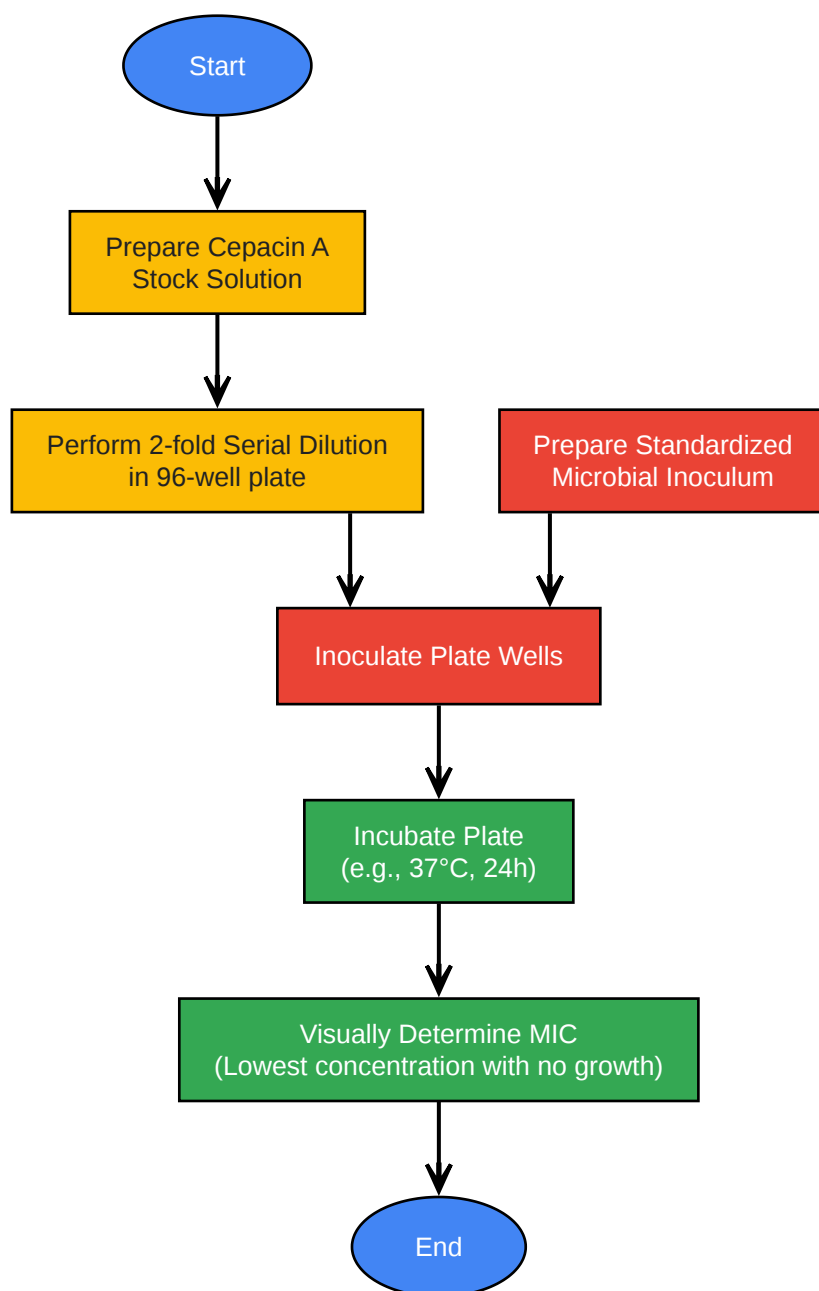 Start
Prepare Cepacin A
Stock Solution
Perform 2-fold Serial Dilution
in 96-well plate
Prepare Standardized
Microbial Inoculum
Inoculate Plate Wells
Incubate Plate
(e.g., 37°C, 24h)
Visually Determine MIC
(Lowest concentration with no growth)
End